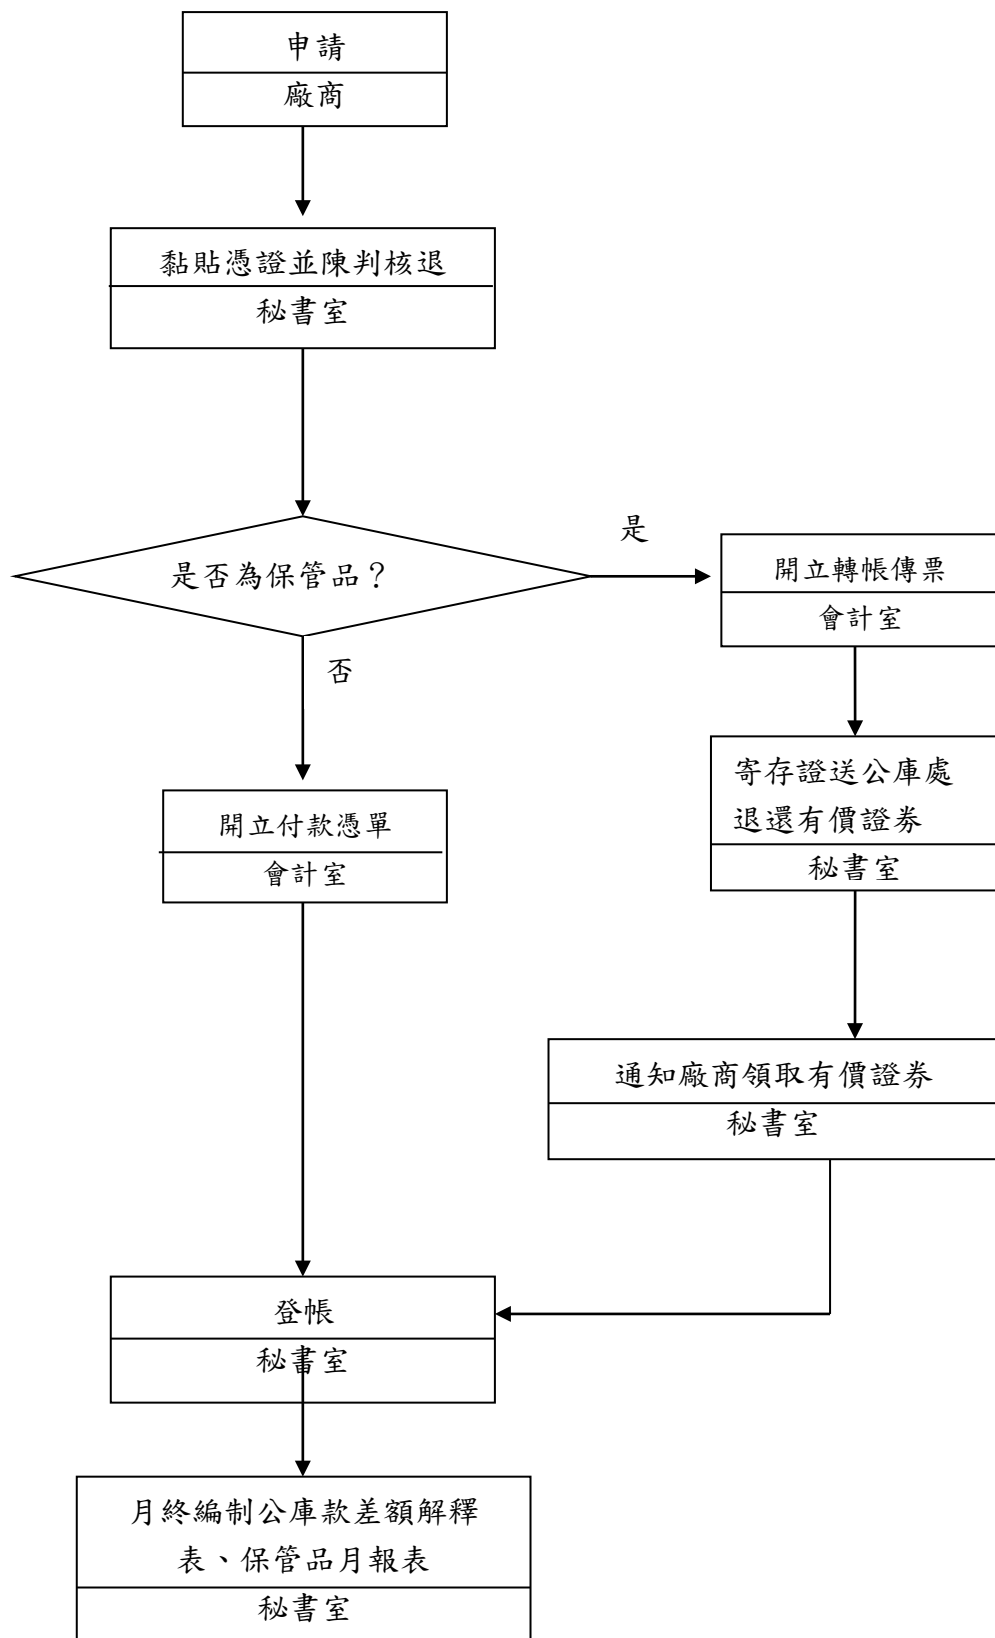 申請
廠商
黏貼憑證並陳判核退
秘書室
是否為保管品？
是
開立轉帳傳票
會計室
否
寄存證送公庫處
退還有價證券
秘書室
開立付款憑單
會計室
通知廠商領取有價證券
秘書室
登帳
秘書室
月終編制公庫款差額解釋
表、保管品月報表
秘書室